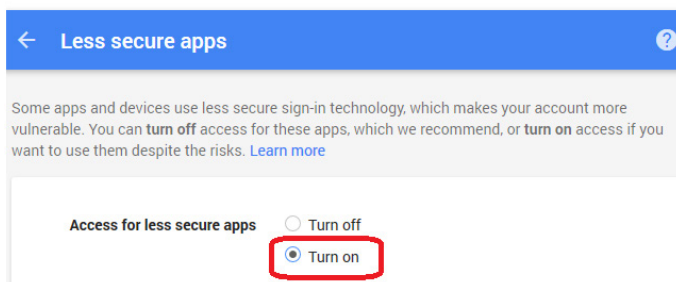 Less secure apps
Some apps and devices use less secure sign-in technology, which makes your account more
vulnerable. You can turn off access for these apps, which we recommend, or turn on access if you
want to use them despite the risks. Learn more
Access for less secure apps
Turn off
Turn on